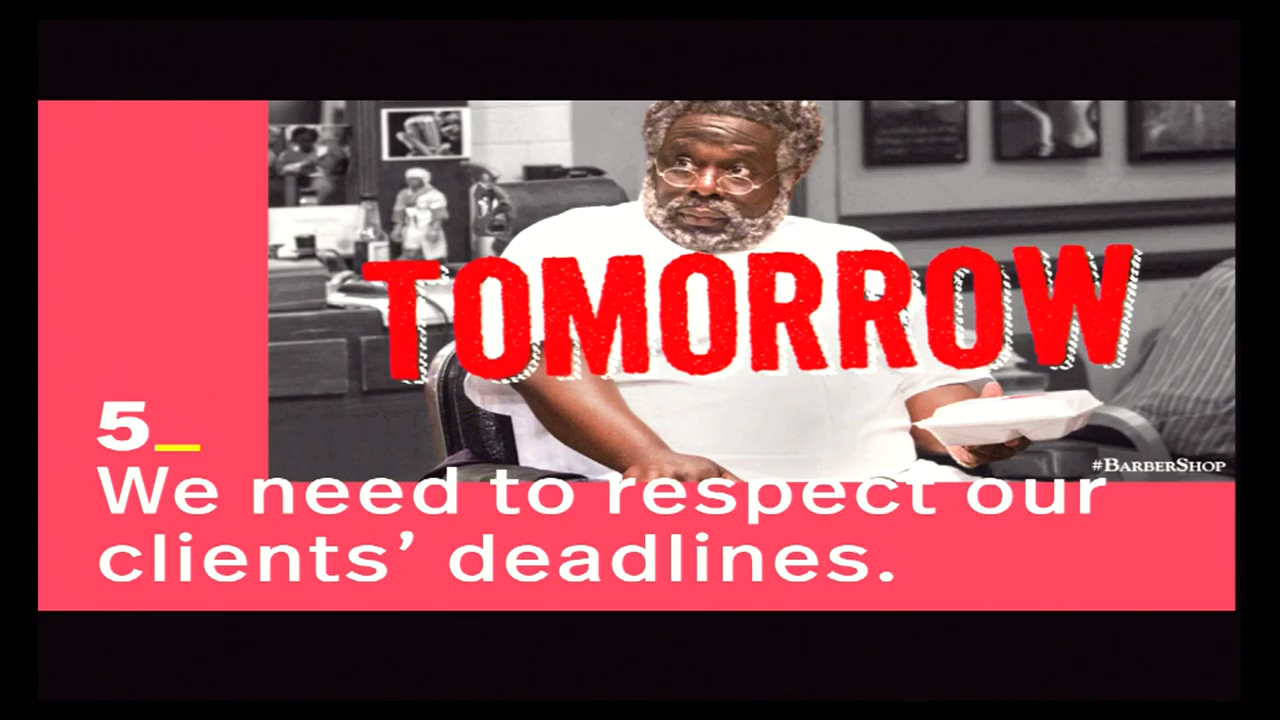 TOMORROW
#BARBERSHOP
5_
We need to respect our
clients’ deadlines.